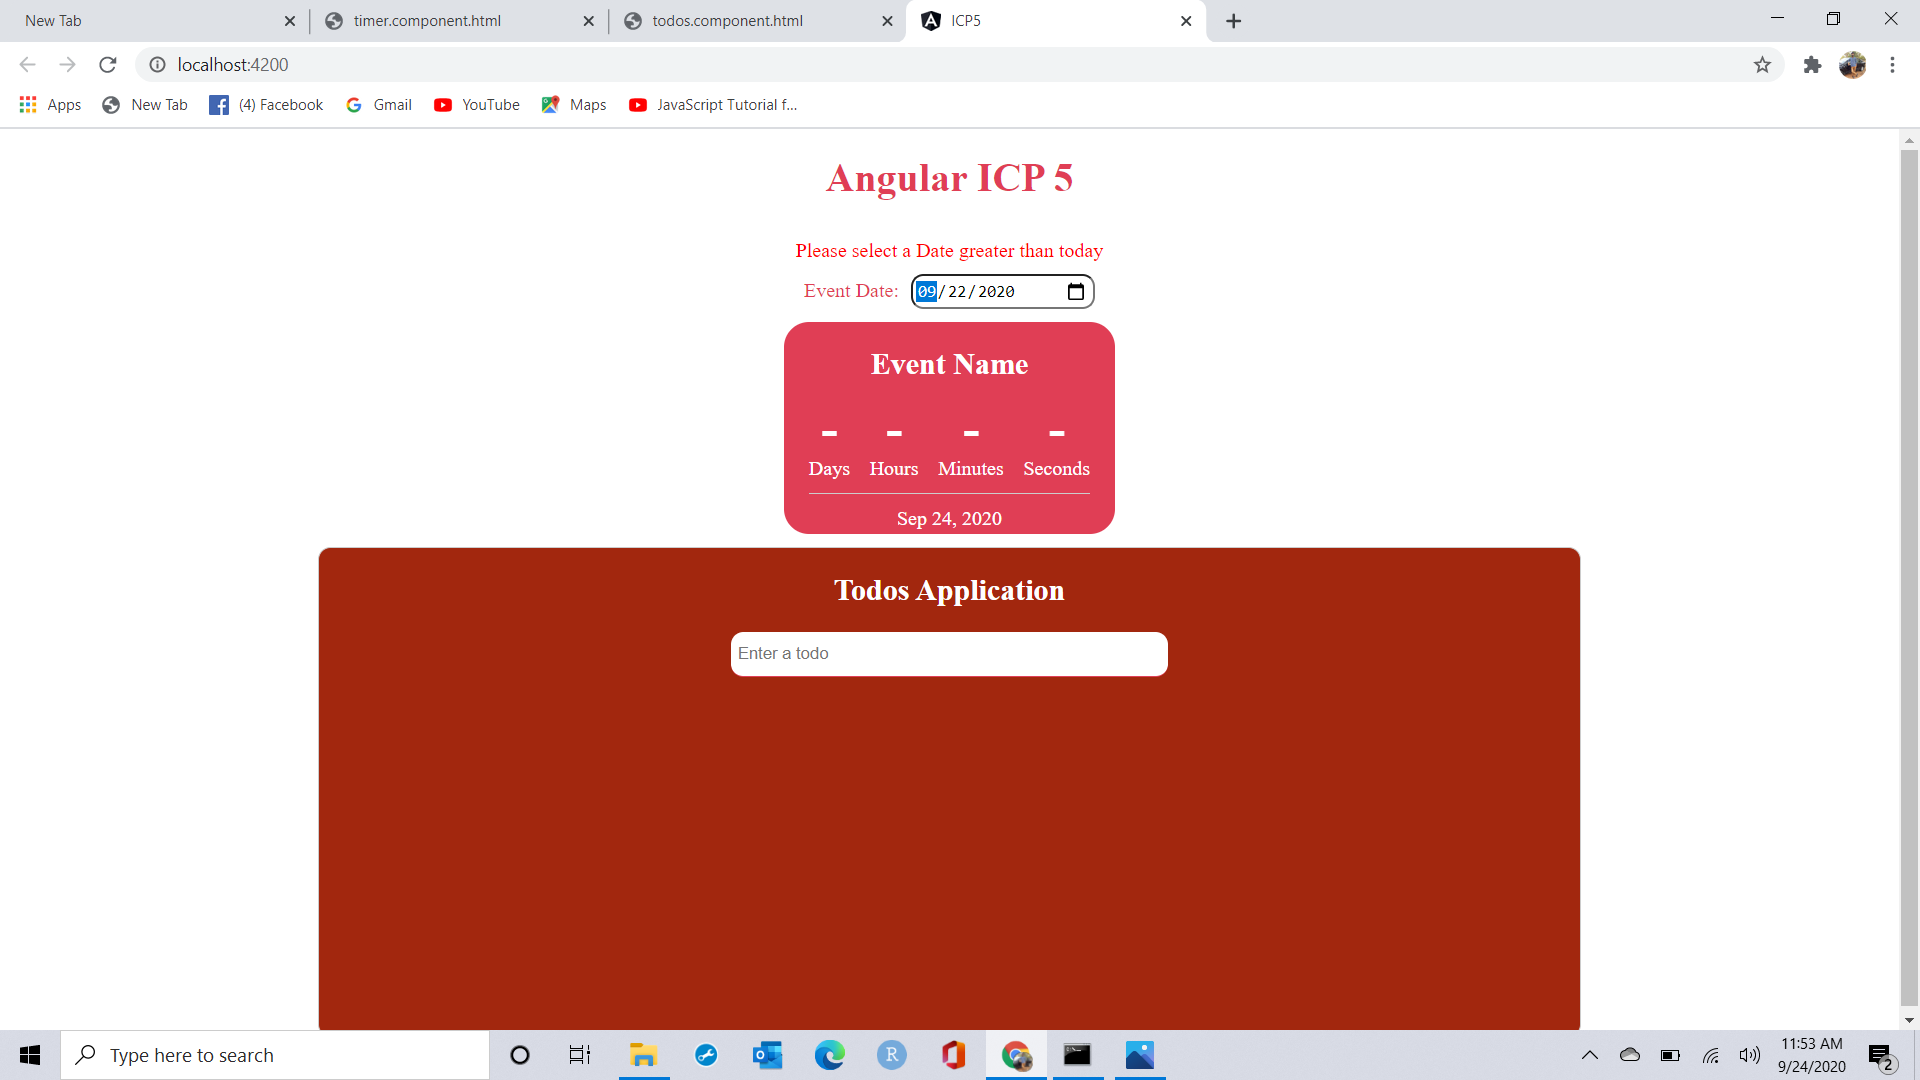 New Tab
timer.component.html
todos.component.html
ICP5
localhost:4200
Apps
New Tab
(4) Facebook
Gmail
YouTube
Maps
JavaScript Tutorial f...
Angular ICP 5
Please select a Date greater than today
Event Date: 09/22/2020
Event Name
- - - -
Days Hours Minutes Seconds
Sep 24, 2020
Todos Application
Enter a todo
Type here to search
R
11:53 AM
9/24/2020
2